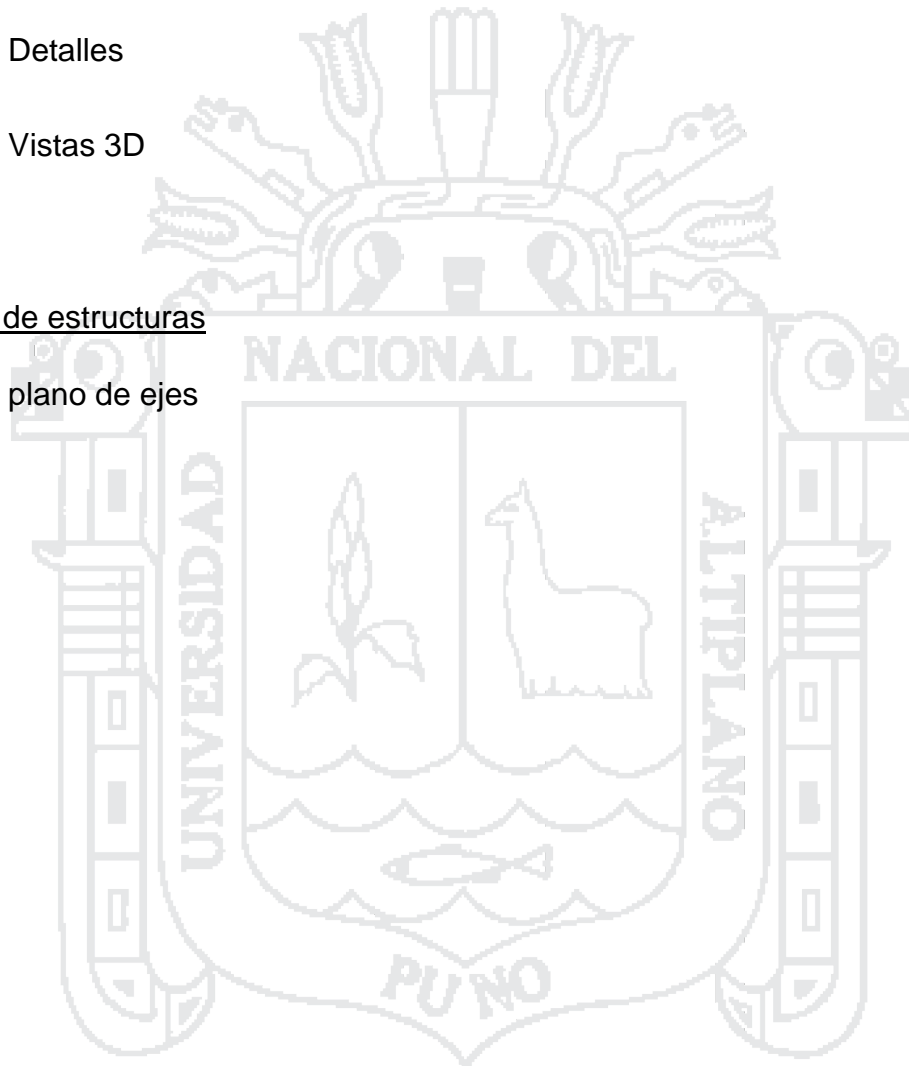 Detalles
Vistas 3D
de estructuras
plano de ejes
NACIONAL DEL
UNIVERSIDAD
ALTIPLANO
PUNO